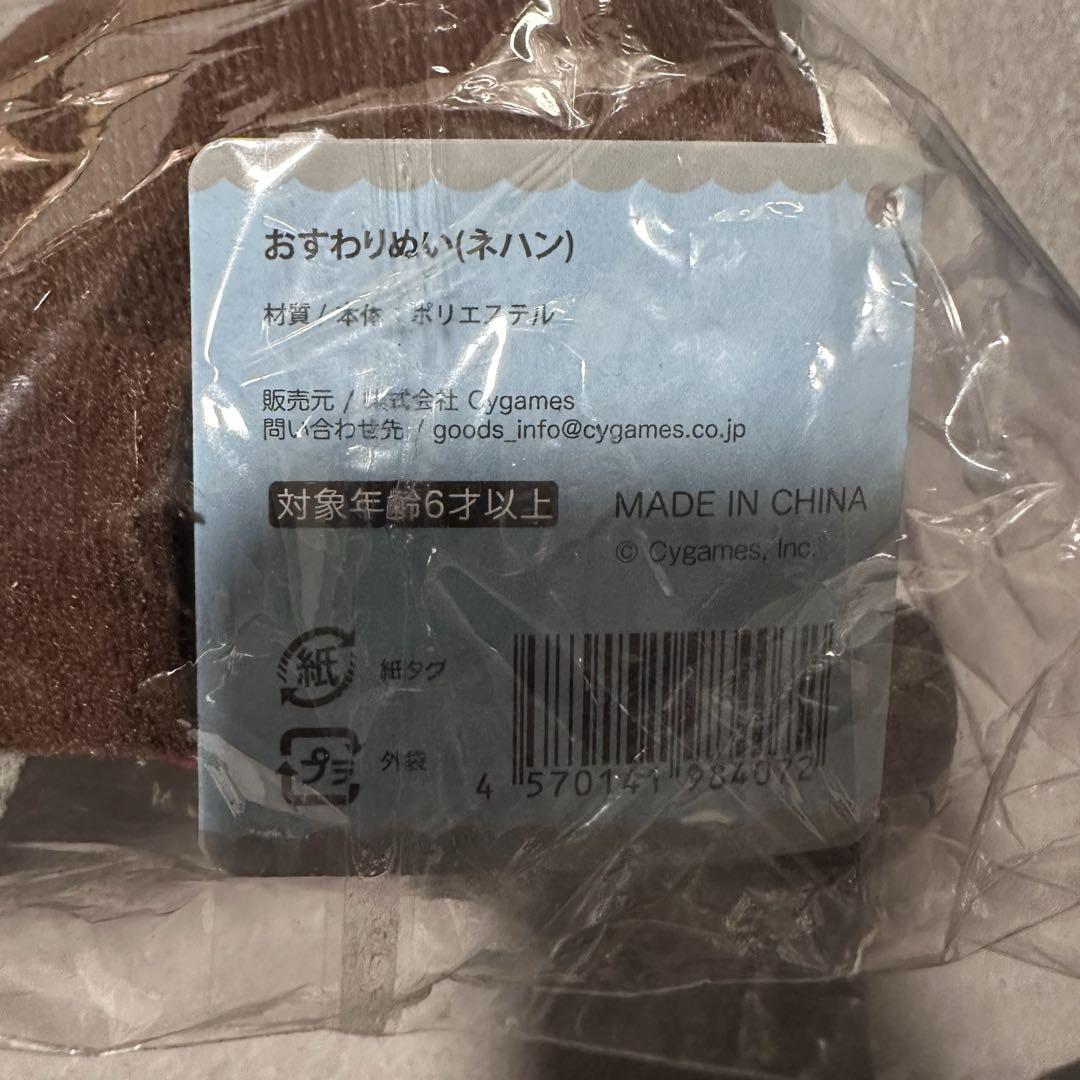 おすわりぬい(ネハン)
材質 / 本体：ポリエステル
販売元 / 株式会社 Cygames
問い合わせ先 / goods_info@cygames.co.jp
対象年齢6才以上
MADE IN CHINA
© Cygames, Inc.
紙 紙タグ
プラ 外袋
4 570141 984072